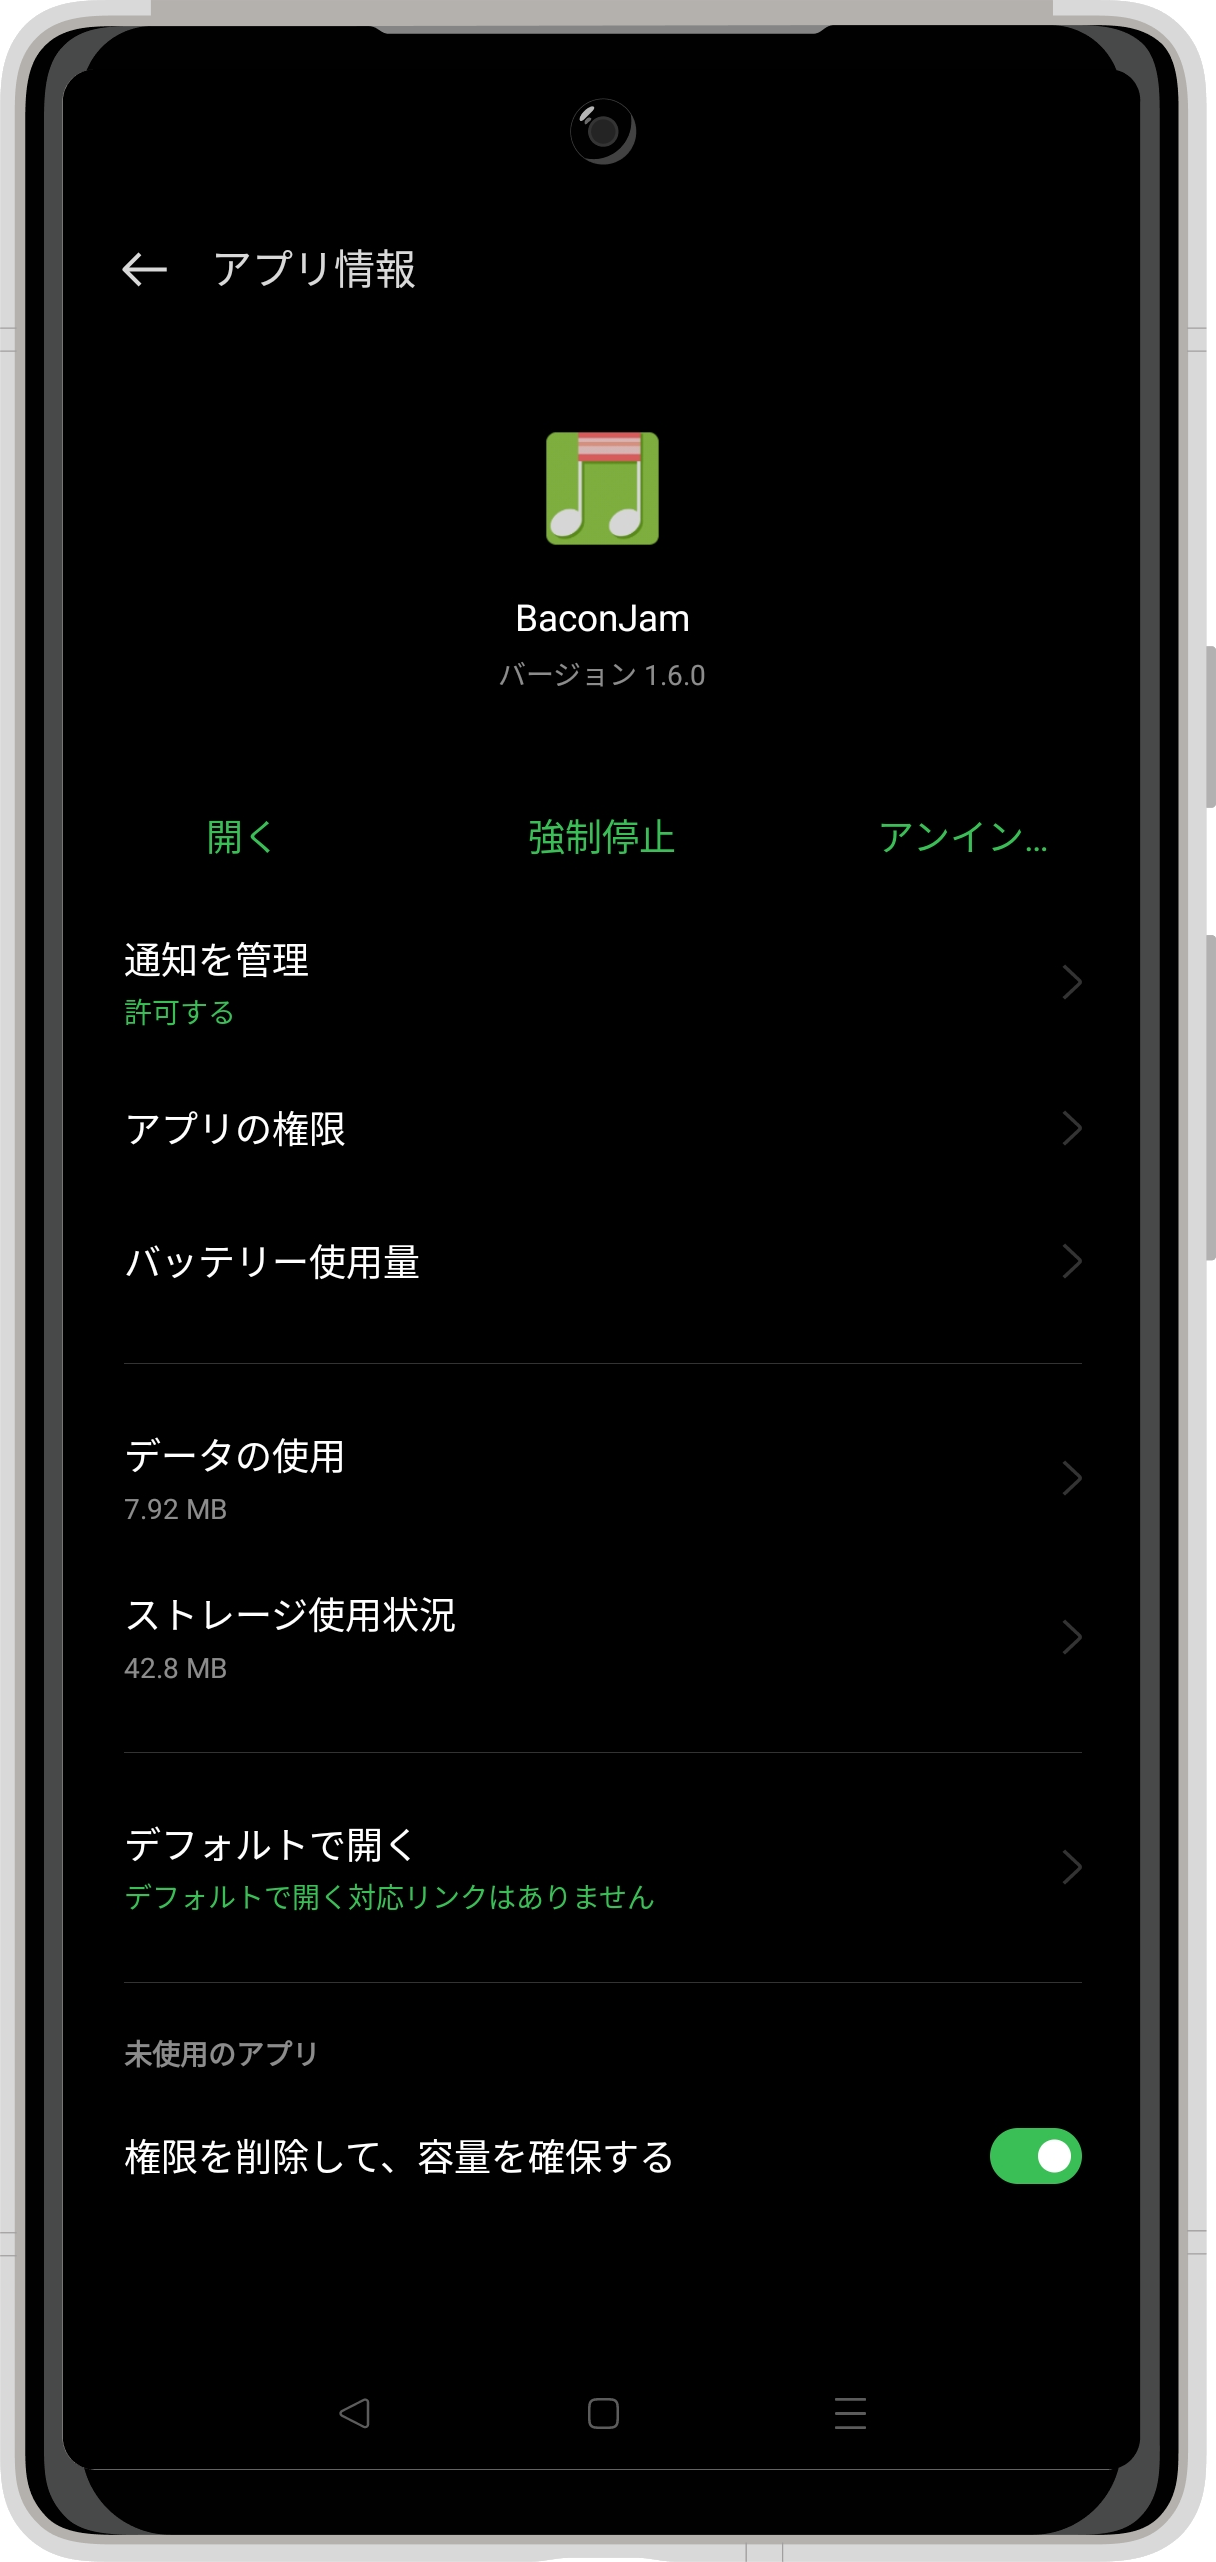 アプリ情報
BaconJam
バージョン 1.6.0
開く
強制停止
アンイン...
通知を管理
許可する
アプリの権限
バッテリー使用量
データの使用
7.92 MB
ストレージ使用状況
42.8 MB
デフォルトで開く
デフォルトで開く対応リンクはありません
未使用のアプリ
権限を削除して、容量を確保する